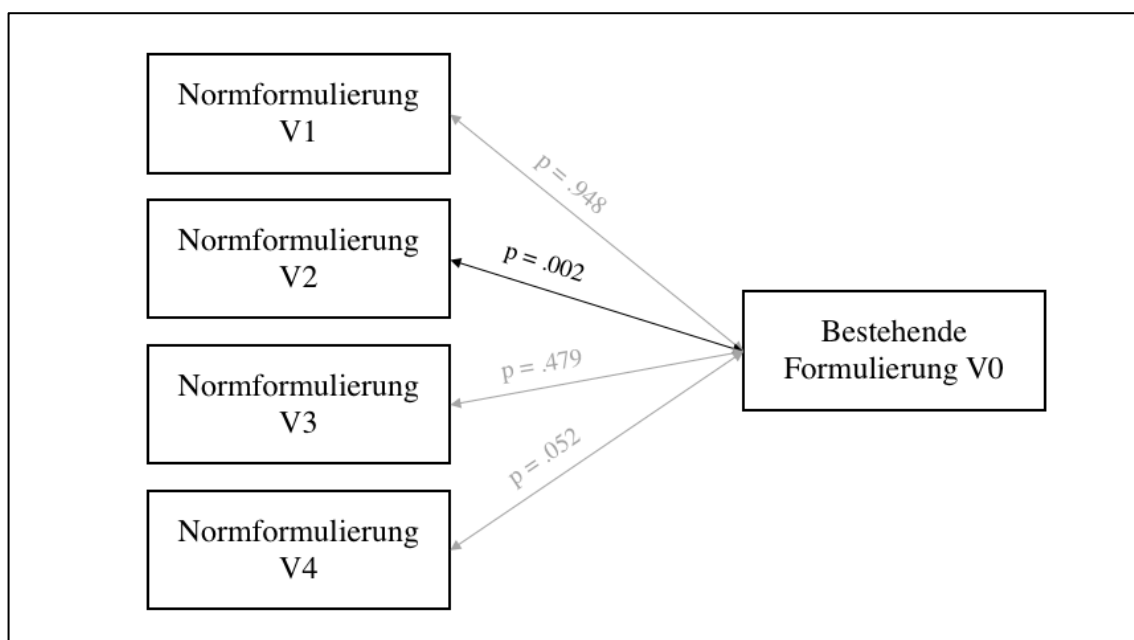 Normformulierung
V1
p = .948
Normformulierung
V2
p = .002
Bestehende
Formulierung V0
Normformulierung
V3
p = .479
p = .052
Normformulierung
V4